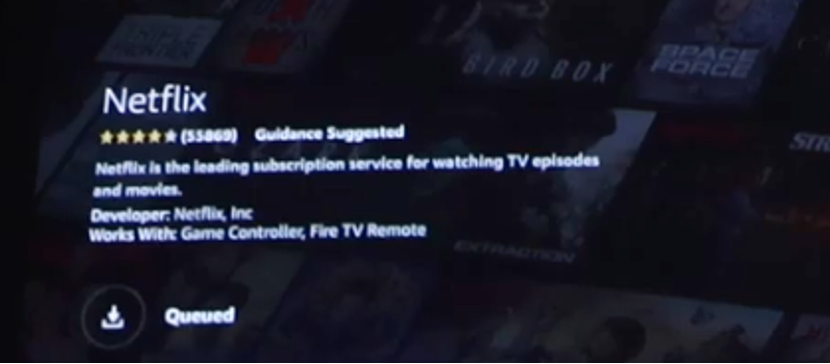 BIRD BOX
SPACE
FORCE
Netflix
(55869) Guidance Suggested
Netflix is the leading subscription service for watching TV episodes
and movies.
Developer: Netflix, Inc
Works With: Game Controller, Fire TV Remote
EXTRACTION
Queued